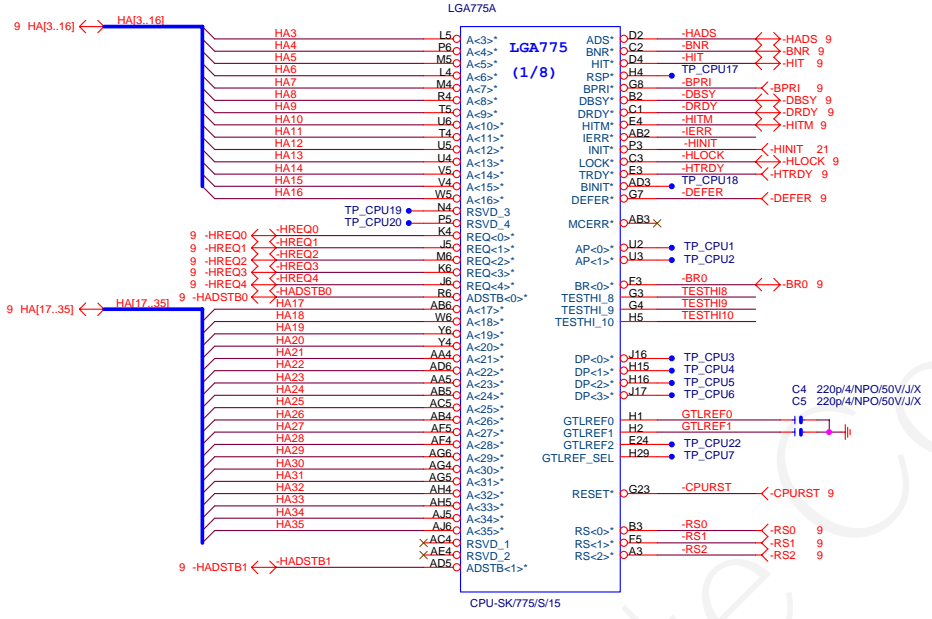 LGA775A
9 HA[3..16] HA[3..16]
LGA775
(1/8)
HA3 L5 A<3>* ADS* D2 -HADS -HADS 9
HA4 P6 A<4>* BNR* C2 -BNR -BNR 9
HA5 M5 A<5>* HIT* D4 -HIT -HIT 9
HA6 L4 A<6>* RSP* H4 TP_CPU17
HA7 M4 A<7>* BPRI* G8 -BPRI -BPRI 9
HA8 R4 A<8>* DBSY* B2 -DBSY -DBSY 9
HA9 T5 A<9>* DRDY* C1 -DRDY -DRDY 9
HA10 U6 A<10>* HITM* E4 -HITM -HITM 9
HA11 T4 A<11>* IERR* AB2 -IERR
HA12 U5 A<12>* INIT* P3 -HINIT -HINIT 21
HA13 U4 A<13>* LOCK* C3 -HLOCK -HLOCK 9
HA14 V5 A<14>* TRDY* E3 -HTRDY -HTRDY 9
HA15 V4 A<15>* BINIT* AD3 TP_CPU18
HA16 W5 A<16>* DEFER* G7 -DEFER -DEFER 9
TP_CPU19 N4 RSVD_3
TP_CPU20 P5 RSVD_4 MCERR* AB3
9 -HREQ0 -HREQ0 K4 REQ<0>*
9 -HREQ1 -HREQ1 J5 REQ<1>* AP<0>* U2 TP_CPU1
9 -HREQ2 -HREQ2 M6 REQ<2>* AP<1>* U3 TP_CPU2
9 -HREQ3 -HREQ3 K6 REQ<3>*
9 -HREQ4 -HREQ4 J6 REQ<4>* BR<0>* F3 -BR0 -BR0 9
9 -HADSTB0 -HADSTB0 R6 ADSTB<0>* TESTHI_8 G3 TESTHI8
9 HA[17..35] HA[17..35]
HA17 AB6 A<17>* TESTHI_9 G4 TESTHI9
HA18 W6 A<18>* TESTHI_10 H5 TESTHI10
HA19 Y6 A<19>*
HA20 Y4 A<20>*
HA21 AA4 A<21>* DP<0>* J16 TP_CPU3
HA22 AD6 A<22>* DP<1>* H15 TP_CPU4
HA23 AA5 A<23>* DP<2>* H16 TP_CPU5
HA24 AB5 A<24>* DP<3>* J17 TP_CPU6
C4 220p/4/NPO/50V/J/X
C5 220p/4/NPO/50V/J/X
HA25 AC5 A<25>*
HA26 AB4 A<26>* GTLREF0 H1 GTLREF0
HA27 AF5 A<27>* GTLREF1 H2 GTLREF1
HA28 AF4 A<28>* GTLREF2 E24 TP_CPU22
HA29 AG6 A<29>* GTLREF_SEL H29 TP_CPU7
HA30 AG4 A<30>*
HA31 AG5 A<31>*
HA32 AH4 A<32>* RESET* G23 -CPURST -CPURST 9
HA33 AH5 A<33>*
HA34 AJ5 A<34>*
HA35 AJ6 A<35>* RS<0>* B3 -RS0 -RS0 9
AC4 RSVD_1 RS<1>* F5 -RS1 -RS1 9
AE4 RSVD_2 RS<2>* A3 -RS2 -RS2 9
9 -HADSTB1 -HADSTB1 AD5 ADSTB<1>*
CPU-SK/775/S/15